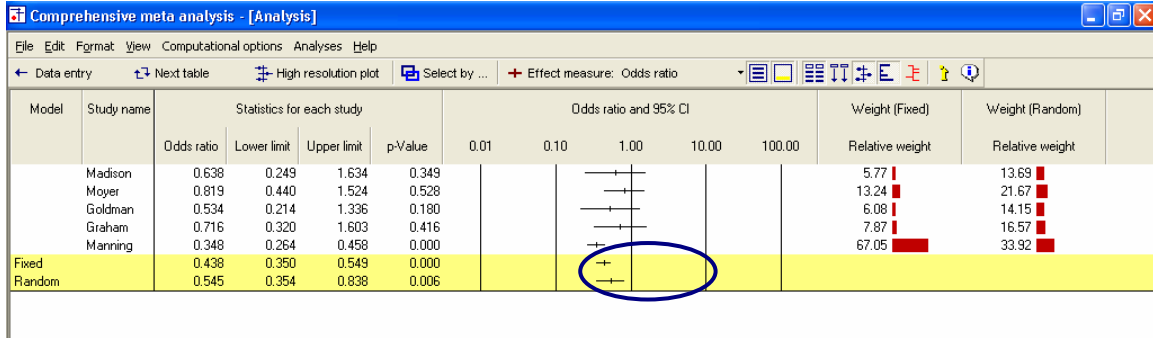 Comprehensive meta analysis - [Analysis]
File Edit Format View Computational options Analyses Help
← Data entry Next table High resolution plot Select by ... + Effect measure: Odds ratio
Model Study name Statistics for each study Odds ratio and 95% CI Weight (Fixed) Weight (Random)
Odds ratio Lower limit Upper limit p-Value 0.01 0.10 1.00 10.00 100.00 Relative weight Relative weight
Madison 0.638 0.249 1.634 0.349 5.77 13.69
Moyer 0.819 0.440 1.524 0.528 13.24 21.67
Goldman 0.534 0.214 1.336 0.180 6.08 14.15
Graham 0.716 0.320 1.603 0.416 7.87 16.57
Manning 0.348 0.264 0.458 0.000 67.05 33.92
Fixed 0.438 0.350 0.549 0.000
Random 0.545 0.354 0.838 0.006